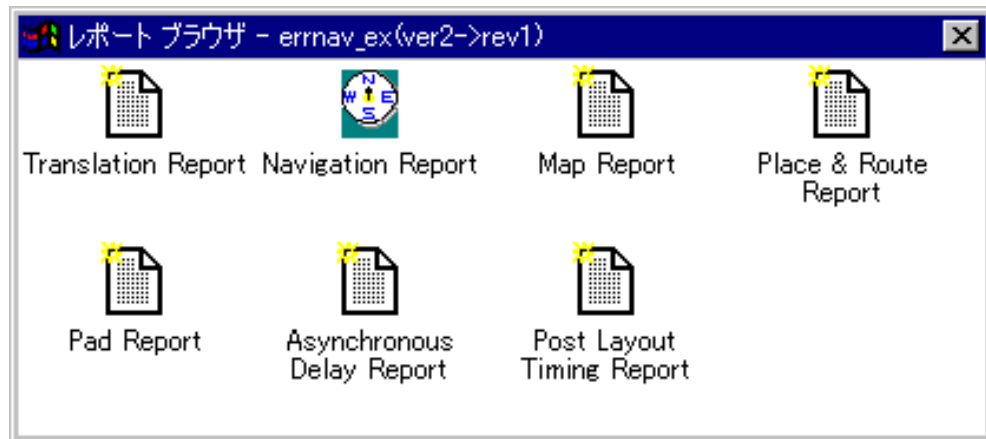 レポート ブラウザ - errnav_ex(ver2->rev1)
N
W E
S
Translation Report Navigation Report Map Report Place & Route
Report
Pad Report Asynchronous Post Layout
Delay Report Timing Report